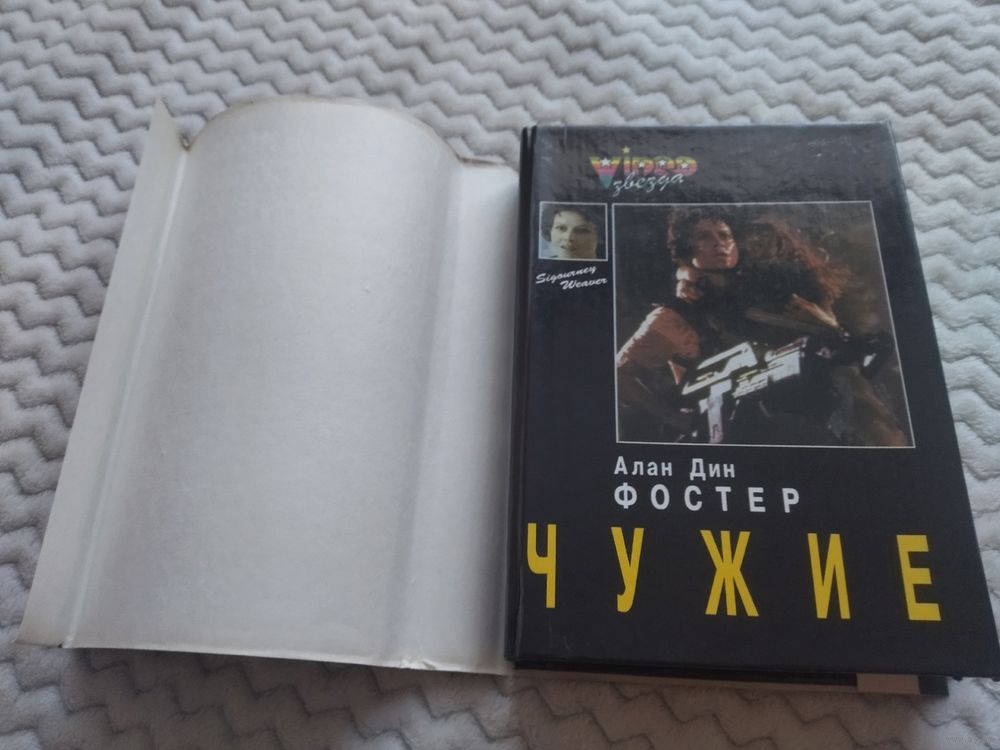 Video
звезда
Sigourney
Weaver
Алан Дин
ФОСТЕР
ЧУЖИЕ